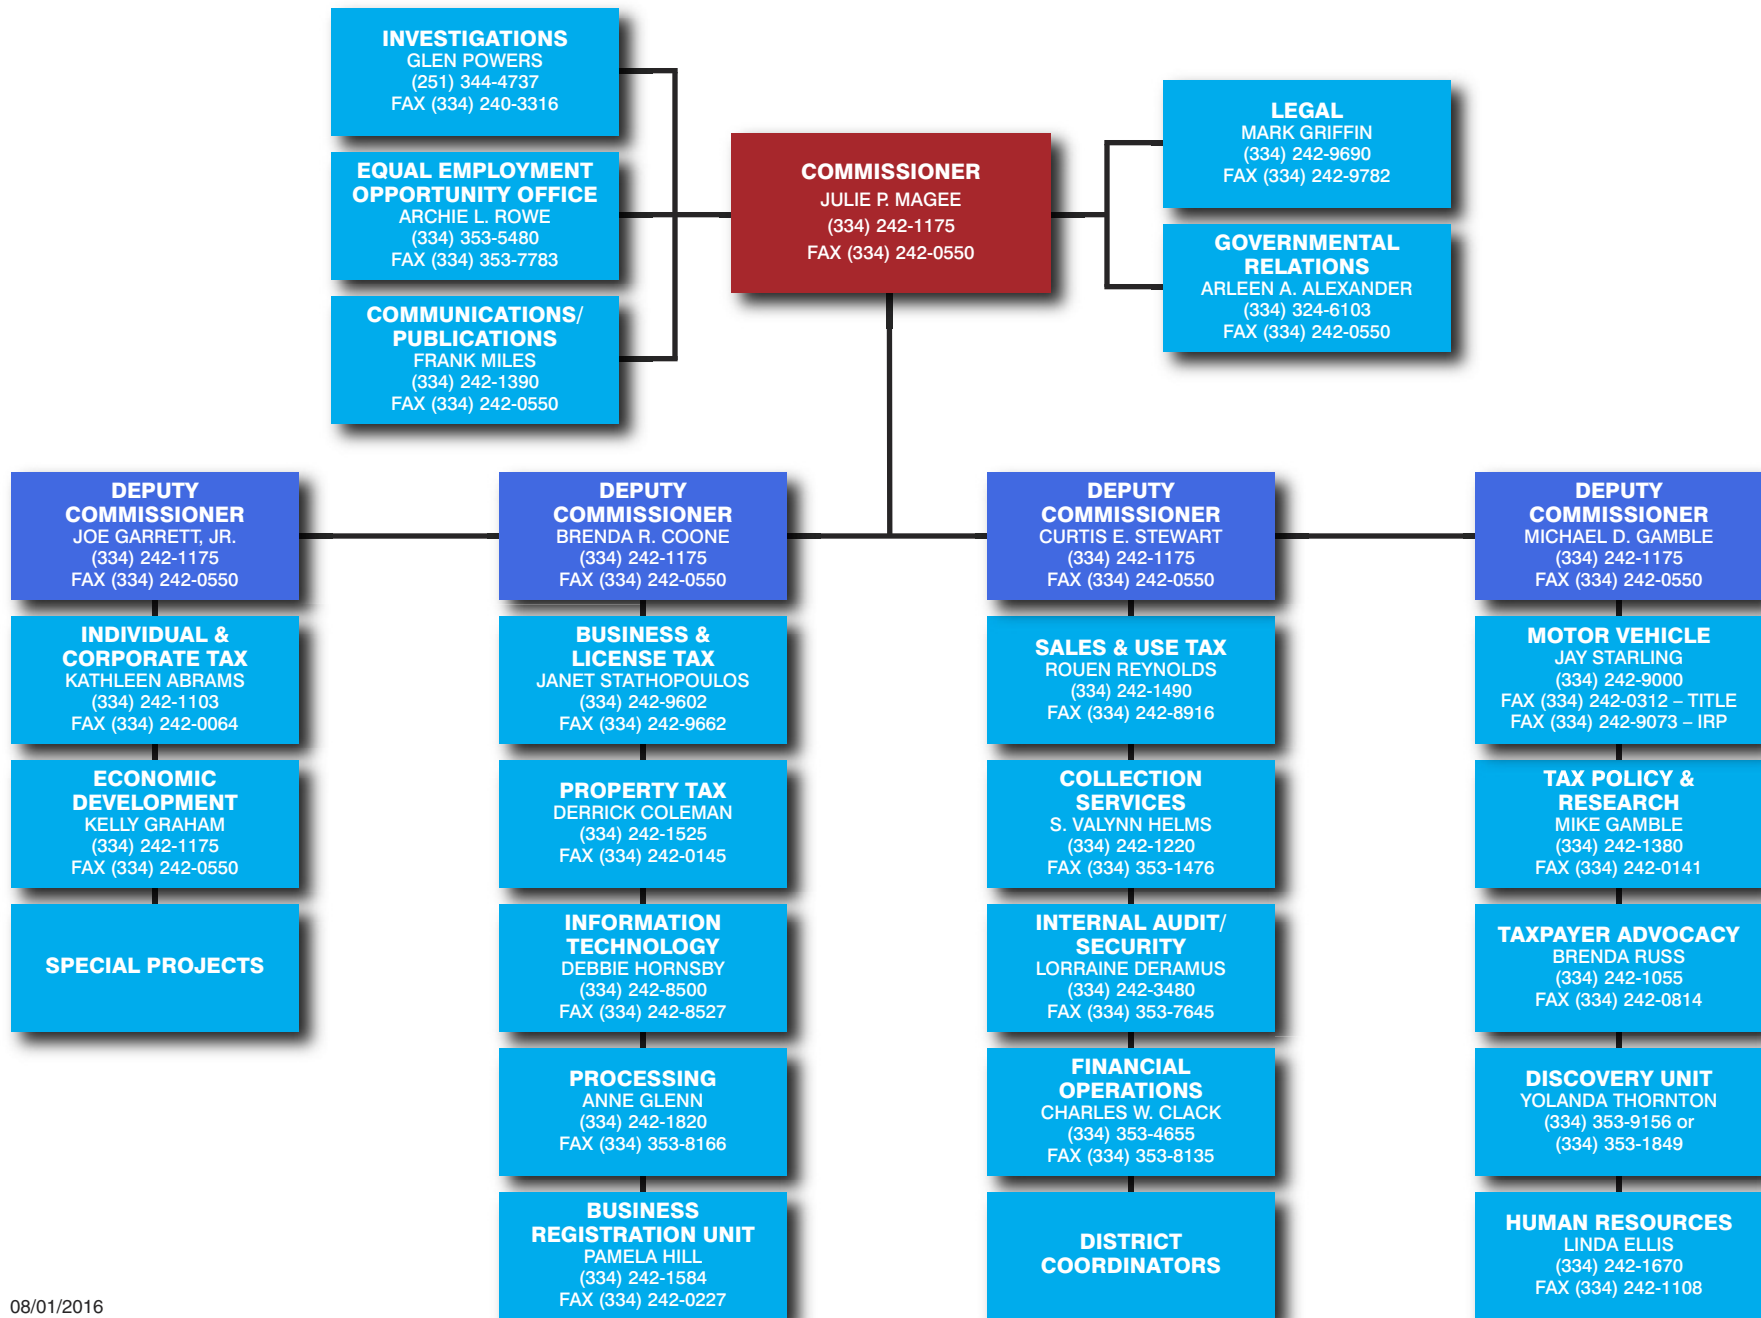 INVESTIGATIONS
GLEN POWERS
(251) 344-4737
FAX (334) 240-3316
EQUAL EMPLOYMENT
OPPORTUNITY OFFICE
ARCHIE L. ROWE
(334) 353-5480
FAX (334) 353-7783
COMMUNICATIONS/
PUBLICATIONS
FRANK MILES
(334) 242-1390
FAX (334) 242-0550
COMMISSIONER
JULIE P. MAGEE
(334) 242-1175
FAX (334) 242-0550
LEGAL
MARK GRIFFIN
(334) 242-9690
FAX (334) 242-9782
GOVERNMENTAL
RELATIONS
ARLEEN A. ALEXANDER
(334) 324-6103
FAX (334) 242-0550
DEPUTY
COMMISSIONER
JOE GARRETT, JR.
(334) 242-1175
FAX (334) 242-0550
INDIVIDUAL &
CORPORATE TAX
KATHLEEN ABRAMS
(334) 242-1103
FAX (334) 242-0064
ECONOMIC
DEVELOPMENT
KELLY GRAHAM
(334) 242-1175
FAX (334) 242-0550
SPECIAL PROJECTS
DEPUTY
COMMISSIONER
BRENDA R. COONE
(334) 242-1175
FAX (334) 242-0550
BUSINESS &
LICENSE TAX
JANET STATHOPOULOS
(334) 242-9602
FAX (334) 242-9662
PROPERTY TAX
DERRICK COLEMAN
(334) 242-1525
FAX (334) 242-0145
INFORMATION
TECHNOLOGY
DEBBIE HORNSBY
(334) 242-8500
FAX (334) 242-8527
PROCESSING
ANNE GLENN
(334) 242-1820
FAX (334) 353-8166
BUSINESS
REGISTRATION UNIT
PAMELA HILL
(334) 242-1584
FAX (334) 242-0227
DEPUTY
COMMISSIONER
CURTIS E. STEWART
(334) 242-1175
FAX (334) 242-0550
SALES & USE TAX
ROUEN REYNOLDS
(334) 242-1490
FAX (334) 242-8916
COLLECTION
SERVICES
S. VALYNN HELMS
(334) 242-1220
FAX (334) 353-1476
INTERNAL AUDIT/
SECURITY
LORRAINE DERAMUS
(334) 242-3480
FAX (334) 353-7645
FINANCIAL
OPERATIONS
CHARLES W. CLACK
(334) 353-4655
FAX (334) 353-8135
DISTRICT
COORDINATORS
DEPUTY
COMMISSIONER
MICHAEL D. GAMBLE
(334) 242-1175
FAX (334) 242-0550
MOTOR VEHICLE
JAY STARLING
(334) 242-9000
FAX (334) 242-0312 – TITLE
FAX (334) 242-9073 – IRP
TAX POLICY &
RESEARCH
MIKE GAMBLE
(334) 242-1380
FAX (334) 242-0141
TAXPAYER ADVOCACY
BRENDA RUSS
(334) 242-1055
FAX (334) 242-0814
DISCOVERY UNIT
YOLANDA THORNTON
(334) 353-9156 or
(334) 353-1849
HUMAN RESOURCES
LINDA ELLIS
(334) 242-1670
FAX (334) 242-1108
08/01/2016